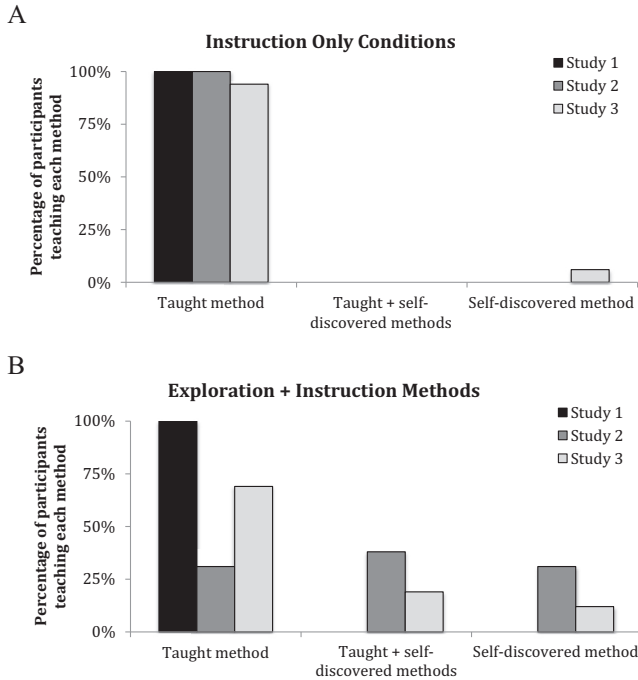 A
Instruction Only Conditions
Percentage of participants
teaching each method
100%
75%
50%
25%
0%
Study 1
Study 2
Study 3
Taught method
Taught + self-
discovered methods
Self-discovered method
B
Exploration + Instruction Methods
Percentage of participants
teaching each method
100%
75%
50%
25%
0%
Study 1
Study 2
Study 3
Taught method
Taught + self-
discovered methods
Self-discovered method